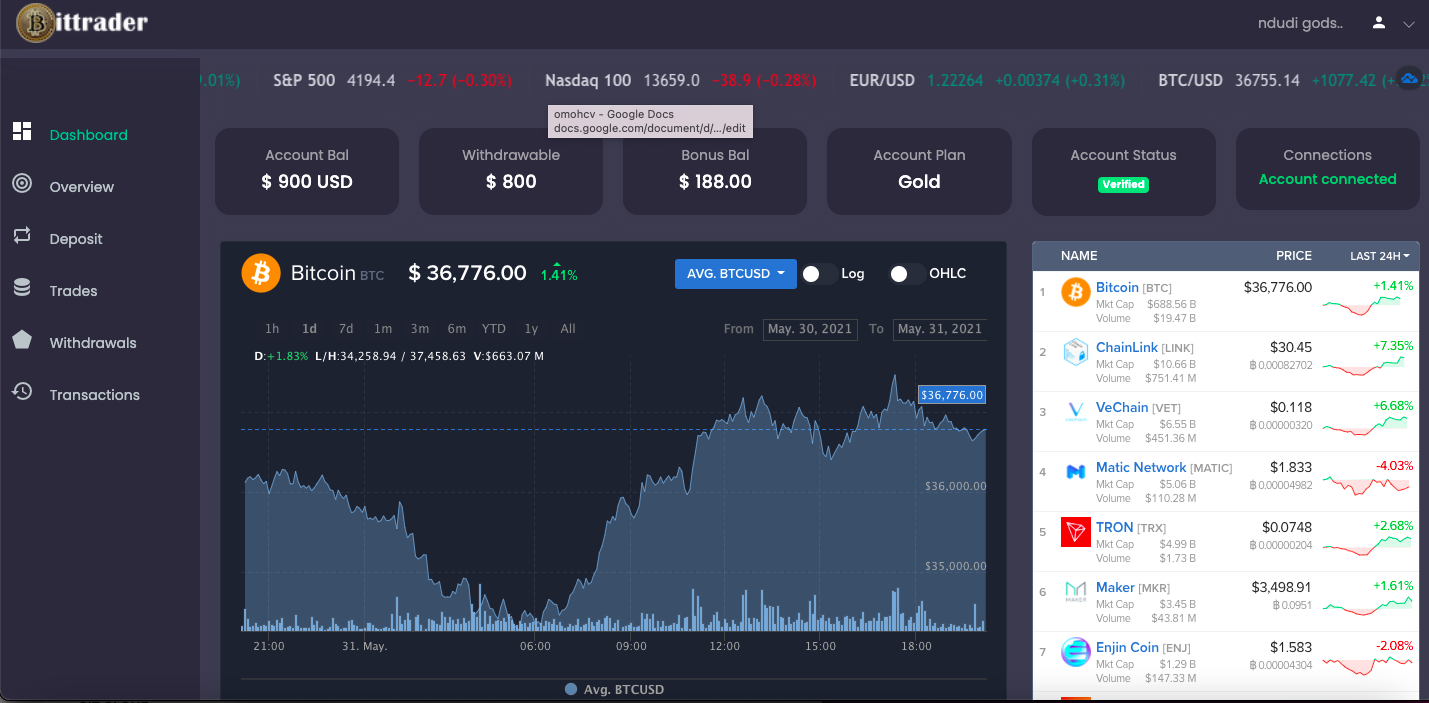 Bittrader
ndudi gods..
9.01%) S&P 500 4194.4 −12.7 (−0.30%) Nasdaq 100 13659.0 −38.9 (−0.28%) EUR/USD 1.22264 +0.00374 (+0.31%) BTC/USD 36755.14 +1077.42 (+
omohcv - Google Docs
docs.google.com/document/d/.../edit
Dashboard
Overview
Deposit
Trades
Withdrawals
Transactions
Account Bal
$ 900 USD
Withdrawable
$ 800
Bonus Bal
$ 188.00
Account Plan
Gold
Account Status
Verified
Connections
Account connected
Bitcoin BTC $ 36,776.00 1.41%
AVG. BTCUSD Log OHLC
1h 1d 7d 1m 3m 6m YTD 1y All From May. 30, 2021 To May. 31, 2021
D:+1.83% L/H:34,258.94 / 37,458.63 V:$663.07 M
$36,776.00
$36,000.00
$35,000.00
21:00 31. May. 06:00 09:00 12:00 15:00 18:00
Avg. BTCUSD
NAME PRICE LAST 24H
1 Bitcoin [BTC] $36,776.00 +1.41%
Mkt Cap $688.56 B
Volume $19.47 B
2 ChainLink [LINK] $30.45 +7.35%
Mkt Cap $10.66 B ฿ 0.00082702
Volume $751.41 M
3 VeChain [VET] $0.118 +6.68%
Mkt Cap $6.55 B ฿ 0.00000320
Volume $451.36 M
4 Matic Network [MATIC] $1.833 -4.03%
Mkt Cap $5.06 B ฿ 0.00004982
Volume $110.28 M
5 TRON [TRX] $0.0748 +2.68%
Mkt Cap $4.99 B ฿ 0.00000204
Volume $1.73 B
6 Maker [MKR] $3,498.91 +1.61%
MAKER Mkt Cap $3.45 B ฿ 0.0951
Volume $43.81 M
7 Enjin Coin [ENJ] $1.583 -2.08%
Mkt Cap $1.29 B ฿ 0.00004304
Volume $147.33 M